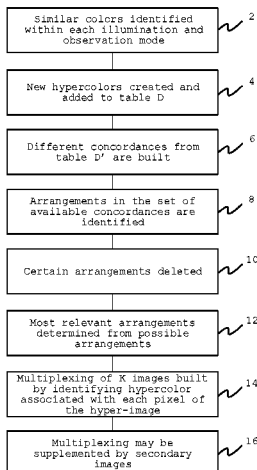 Similar colors identified
within each illumination and
observation mode
2
New hypercolors created and
added to table D
4
Different concordances from
table D' are built
6
Arrangements in the set of
available concordances are
identified
8
Certain arrangements deleted
10
Most relevant arrangements
determined from possible
arrangements
12
Multiplexing of K images built
by identifying hypercolor
associated with each pixel of
the hyper-image
14
Multiplexing may be
supplemented by secondary
images
16